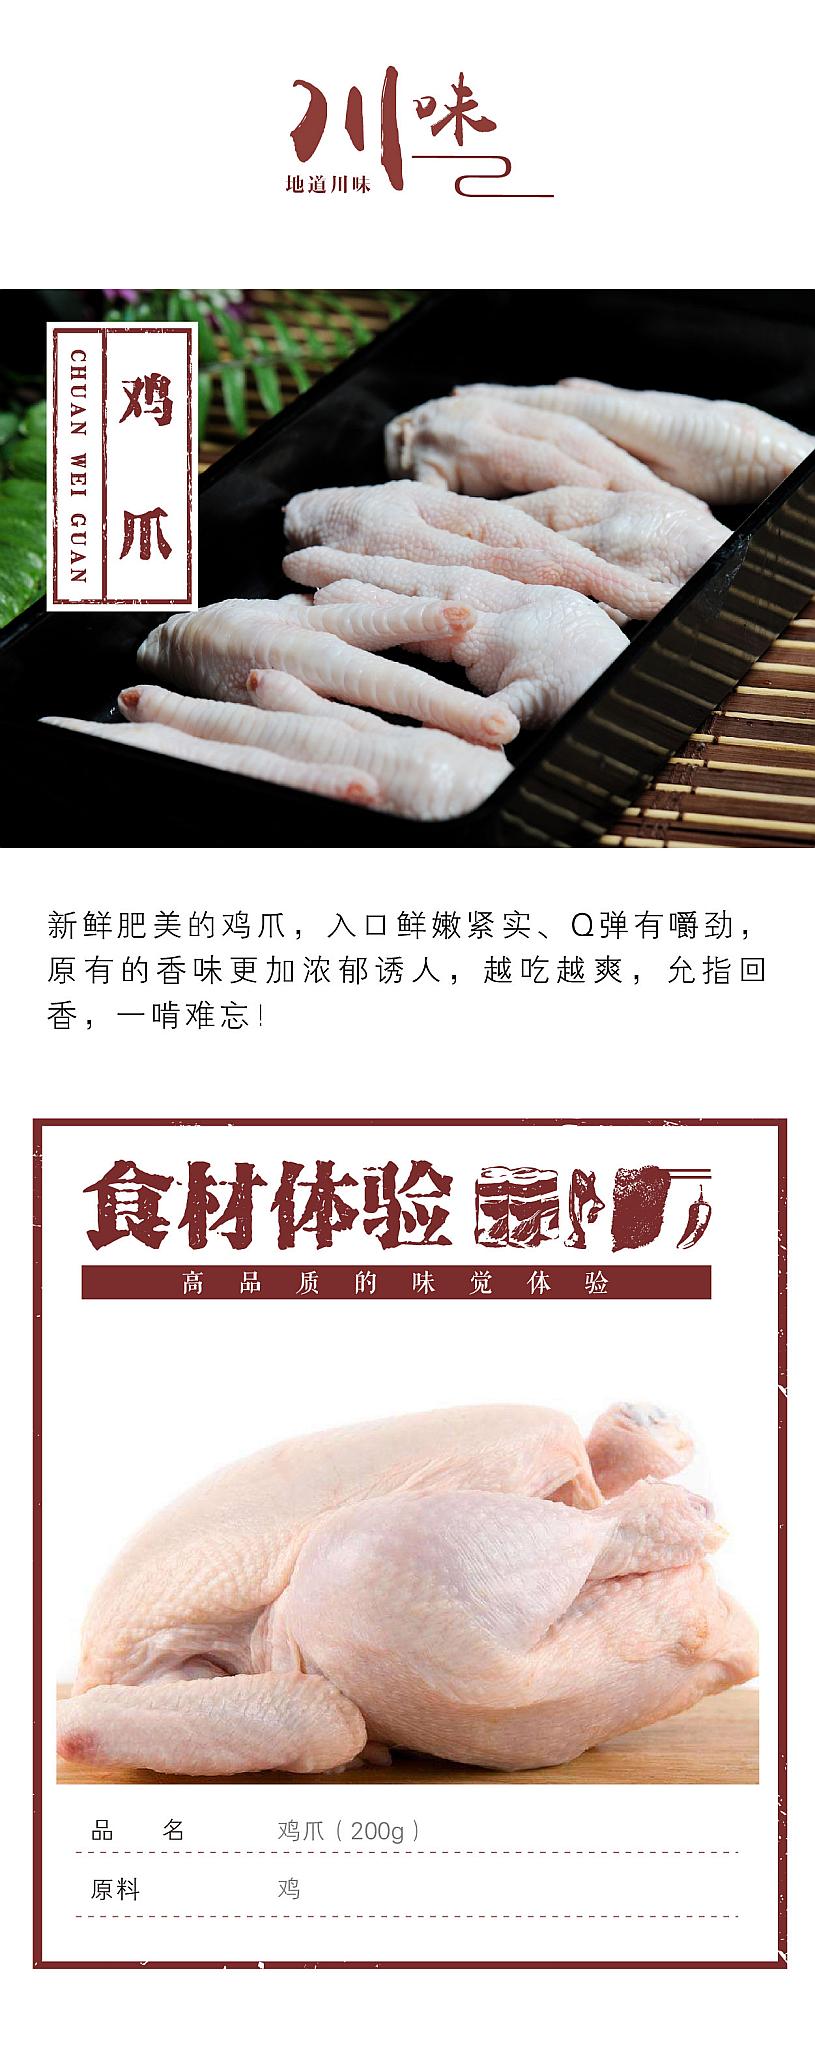 川味
地道川味
鸡爪
CHUAN WEI GUAN
新鲜肥美的鸡爪，入口鲜嫩紧实、Q弹有嚼劲，
原有的香味更加浓郁诱人，越吃越爽，允指回
香，一啃难忘！
食材体验
高品质的味觉体验
品 名 鸡爪（200g）
原料 鸡